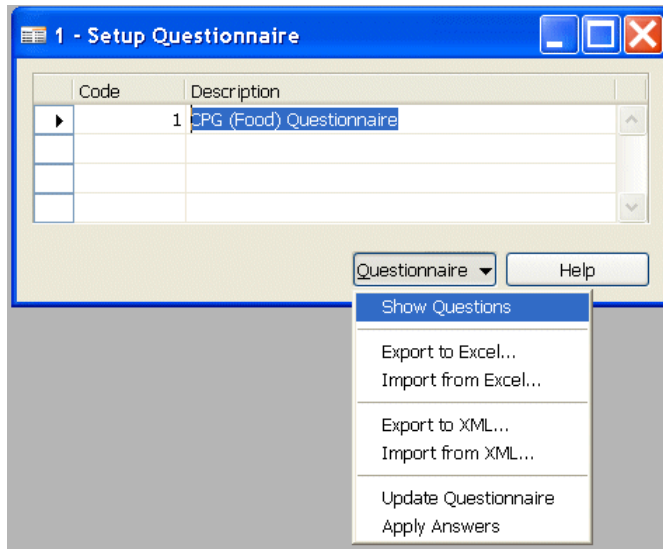 1 - Setup Questionnaire
Code Description
1 CPG (Food) Questionnaire
Questionnaire Help
Show Questions
Export to Excel...
Import from Excel...
Export to XML...
Import from XML...
Update Questionnaire
Apply Answers